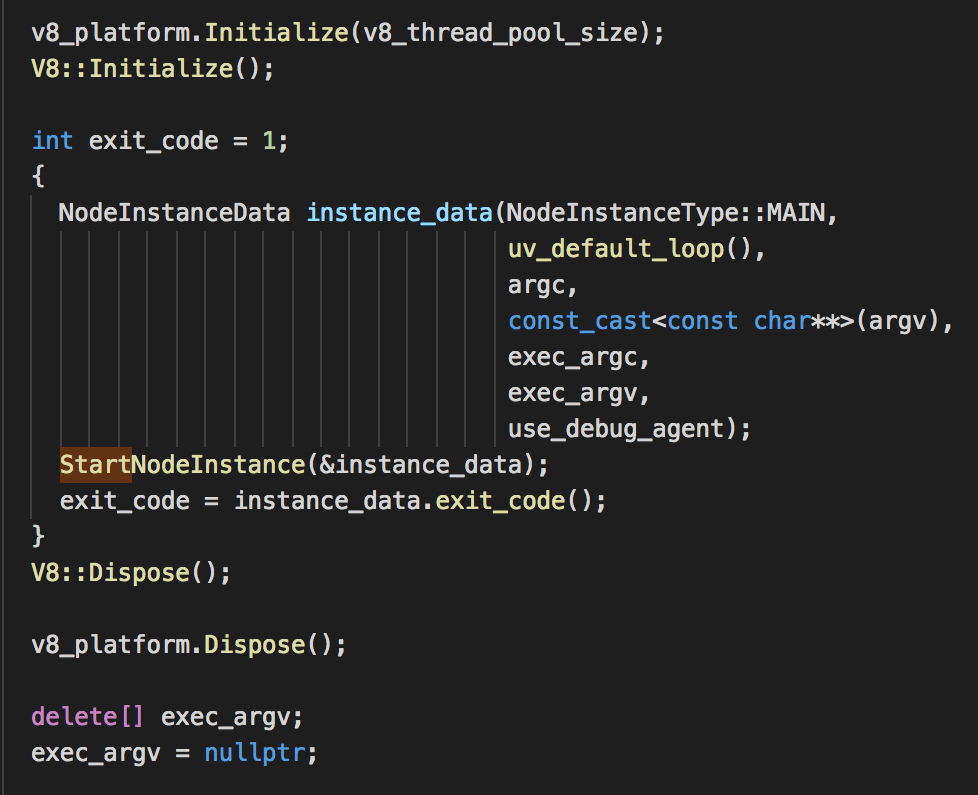 v8_platform.Initialize(v8_thread_pool_size);
V8::Initialize();
int exit_code = 1;
{
NodeInstanceData instance_data(NodeInstanceType::MAIN,
uv_default_loop(),
argc,
const_cast<const char**>(argv),
exec_argc,
exec_argv,
use_debug_agent);
StartNodeInstance(&instance_data);
exit_code = instance_data.exit_code();
}
V8::Dispose();
v8_platform.Dispose();
delete[] exec_argv;
exec_argv = nullptr;